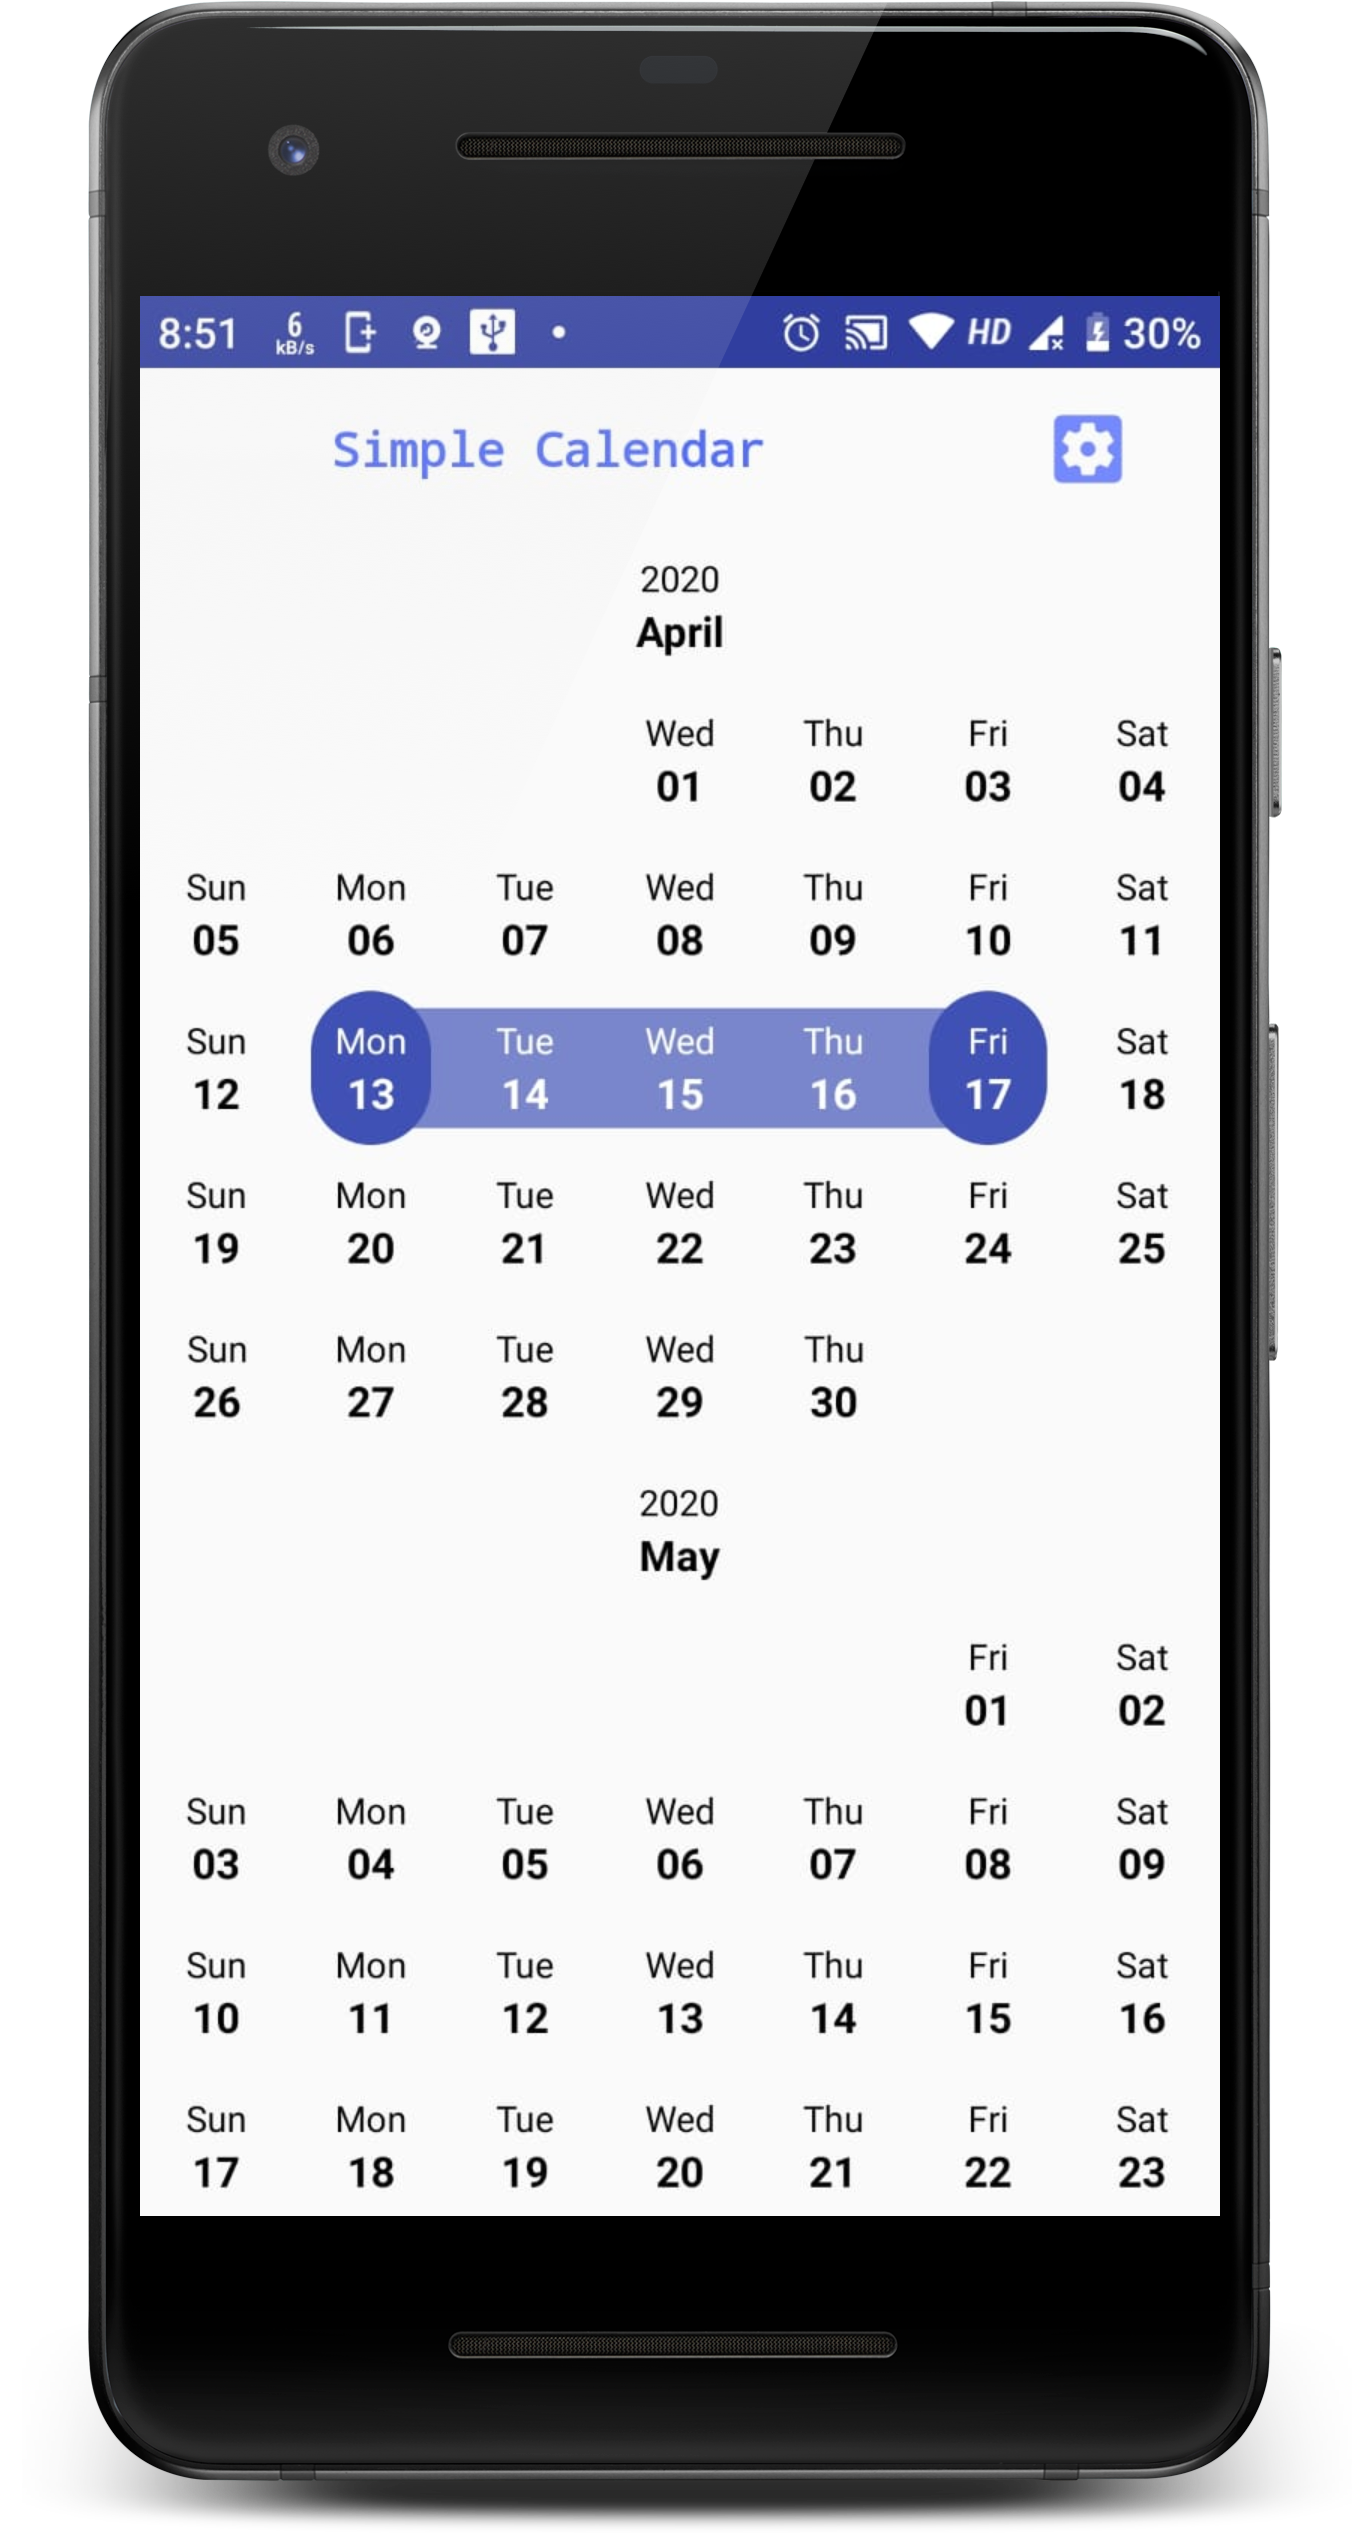 8:51 6 kB/s HD 30%
Simple Calendar
2020
April
Wed Thu Fri Sat
01 02 03 04
Sun Mon Tue Wed Thu Fri Sat
05 06 07 08 09 10 11
Sun Mon Tue Wed Thu Fri Sat
12 13 14 15 16 17 18
Sun Mon Tue Wed Thu Fri Sat
19 20 21 22 23 24 25
Sun Mon Tue Wed Thu
26 27 28 29 30
2020
May
Fri Sat
01 02
Sun Mon Tue Wed Thu Fri Sat
03 04 05 06 07 08 09
Sun Mon Tue Wed Thu Fri Sat
10 11 12 13 14 15 16
Sun Mon Tue Wed Thu Fri Sat
17 18 19 20 21 22 23